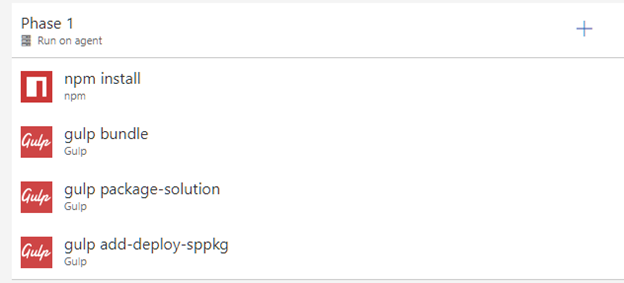 Phase 1
Run on agent
npm install
npm
gulp bundle
Gulp
Gulp
gulp package-solution
Gulp
Gulp
gulp add-deploy-sppkg
Gulp
Gulp